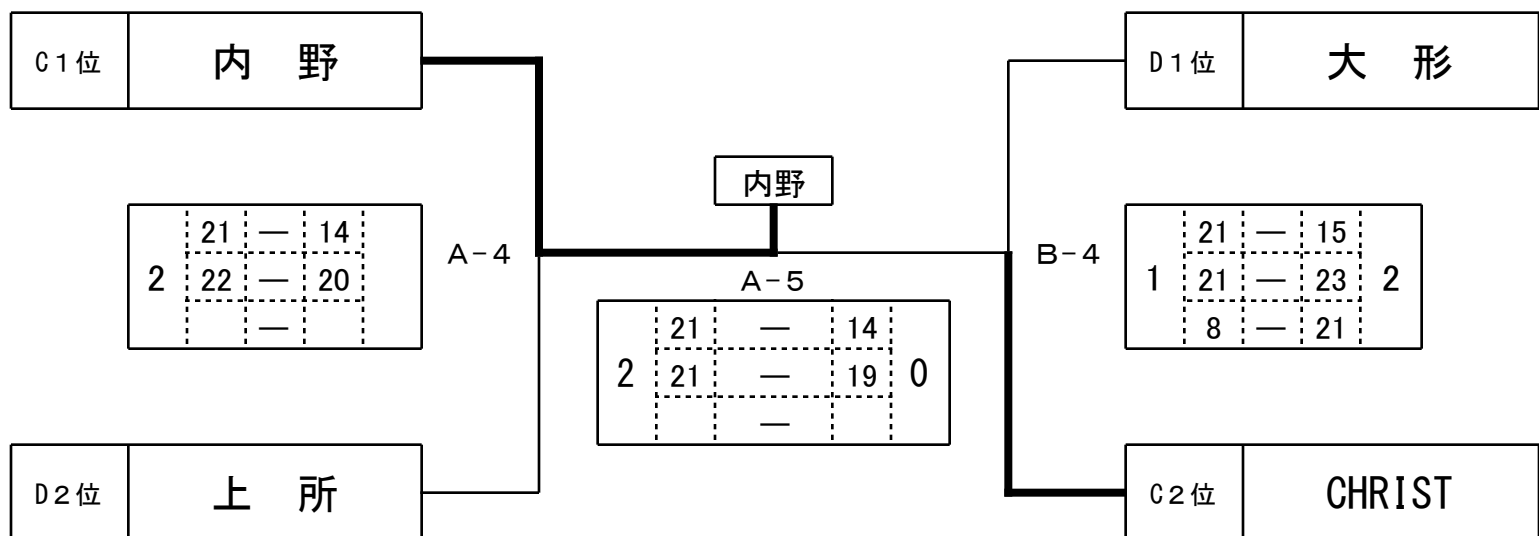 C1位 内 野
D1位 大 形
内野
21 — 14
2 22 — 20
—
A-4
B-4
21 — 15
1 21 — 23 2
8 — 21
A-5
21 — 14
2 21 — 19 0
—
D2位 上 所
C2位 CHRIST